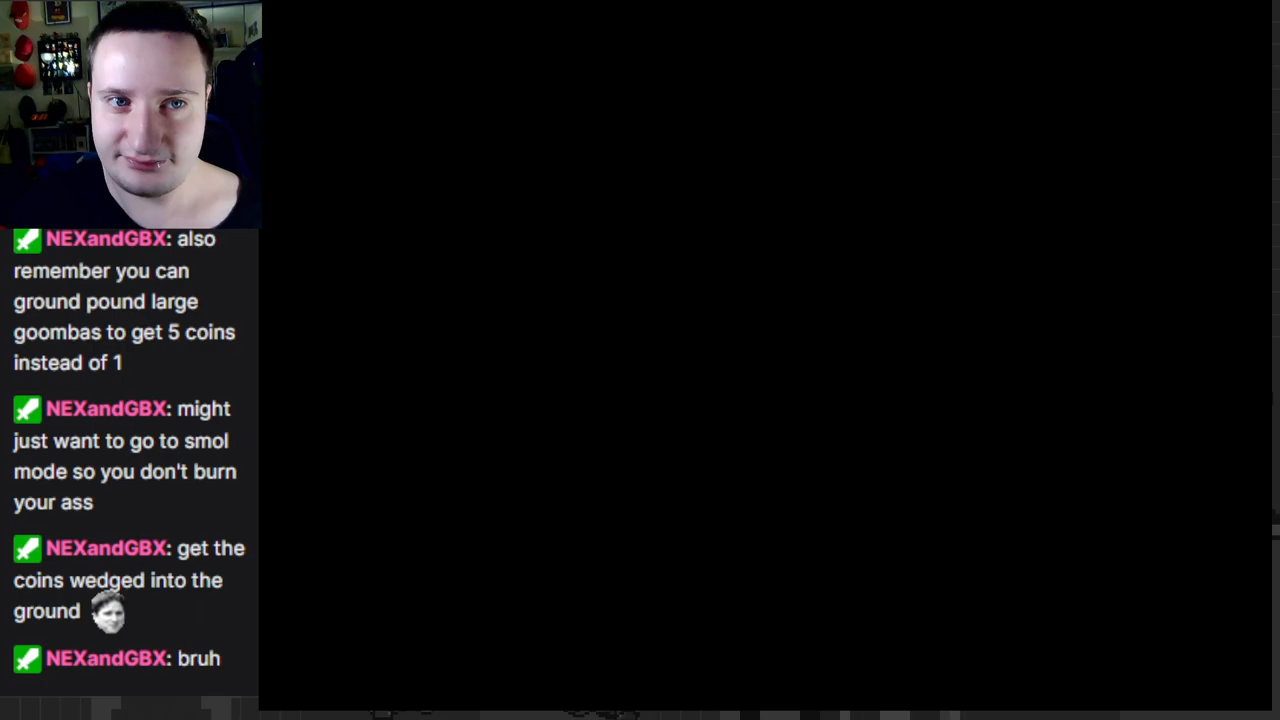 NEXandGBX: also
remember you can
ground pound large
goombas to get 5 coins
instead of 1
NEXandGBX: might
just want to go to smol
mode so you don't burn
your ass
NEXandGBX: get the
coins wedged into the
ground
NEXandGBX: bruh